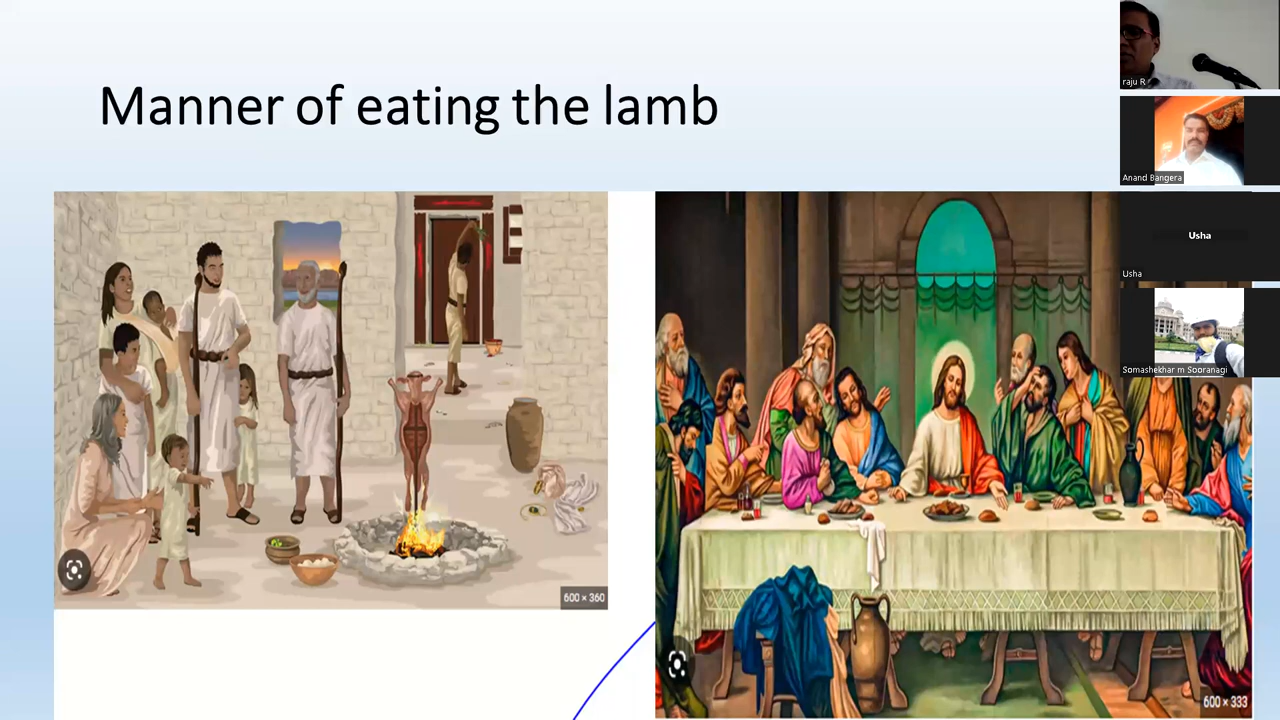 Manner of eating the lamb
raju R
Anand Bangera
Usha
Usha
Somashekhar m Sooranagi
600 × 360
600 × 333